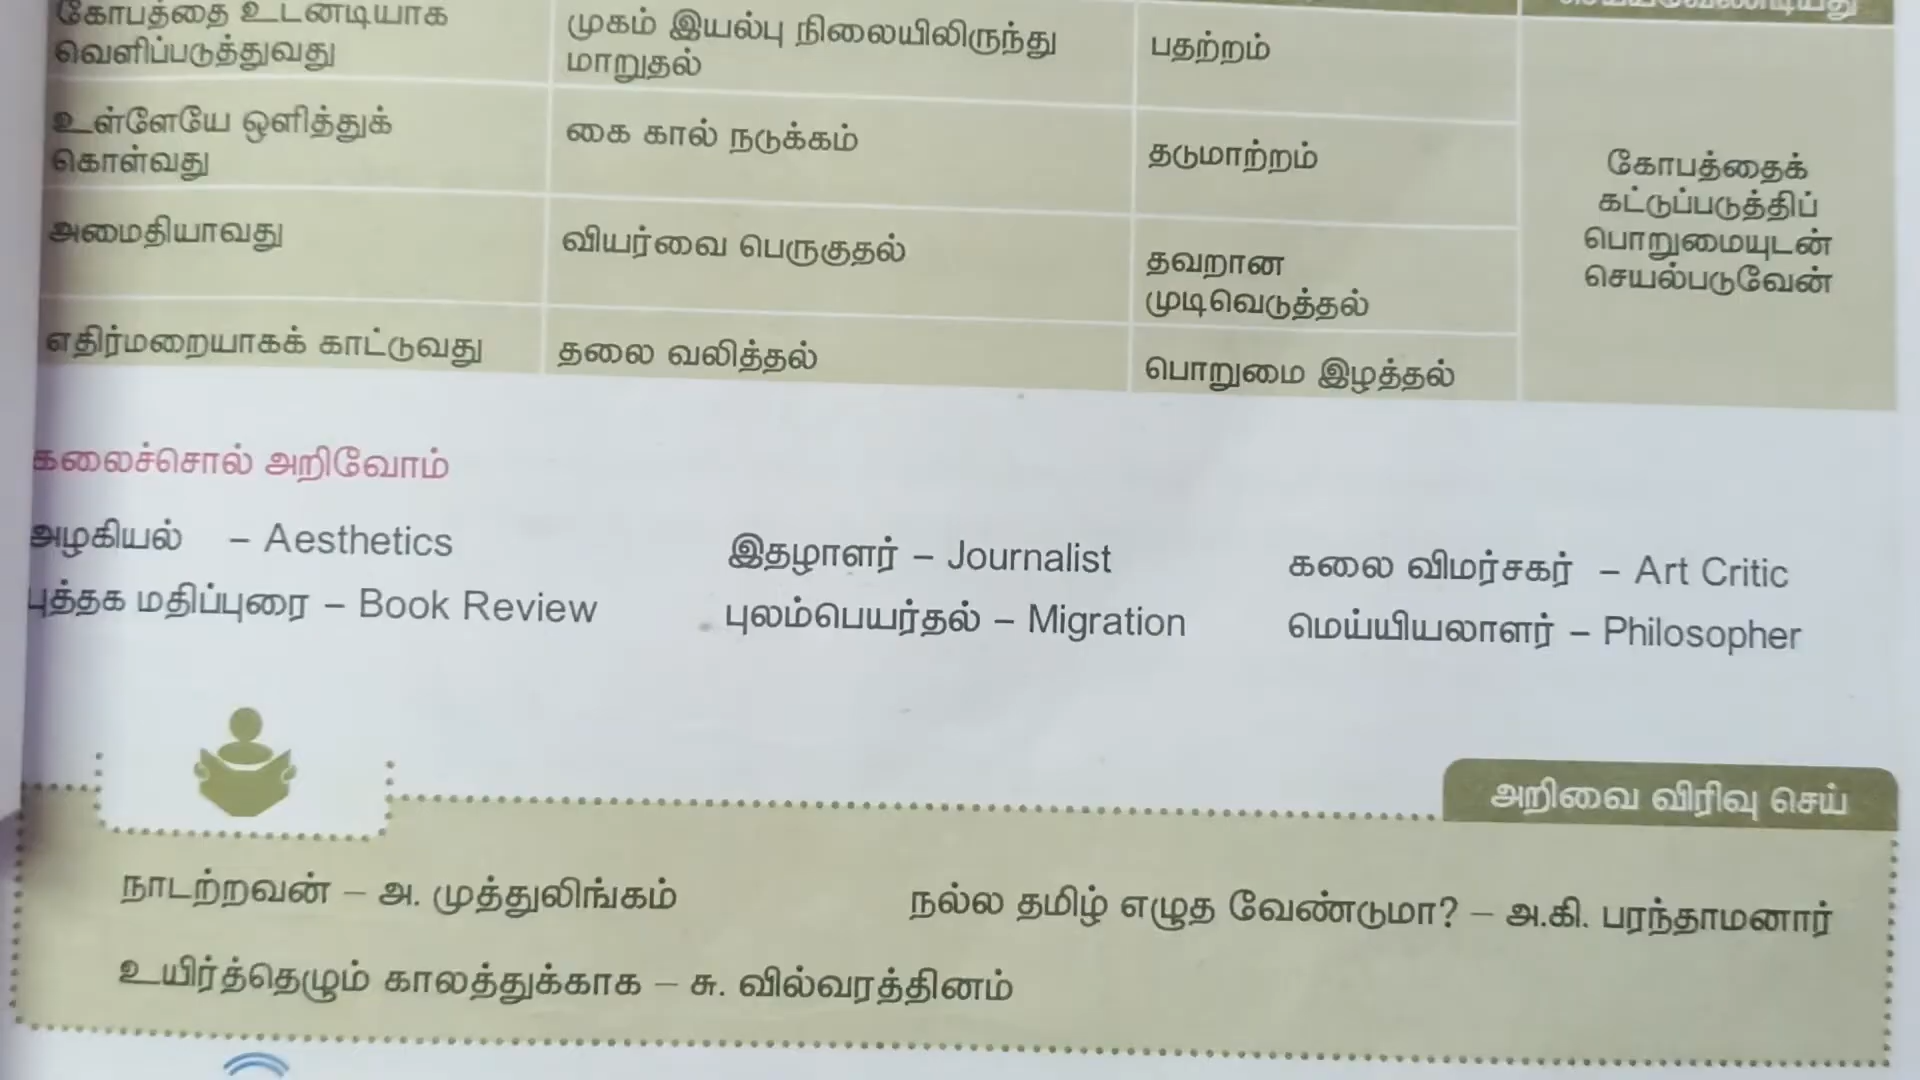 கோபத்தை உடனடியாக
வெளிப்படுத்துவது
முகம் இயல்பு நிலையிலிருந்து
மாறுதல்
பதற்றம்
உள்ளேயே ஒளித்துக்
கொள்வது
கை கால் நடுக்கம்
தடுமாற்றம்
அமைதியாவது
வியர்வை பெருகுதல்
தவறான
முடிவெடுத்தல்
எதிர்மறையாகக் காட்டுவது
தலை வலித்தல்
பொறுமை இழத்தல்
கோபத்தைக்
கட்டுப்படுத்திப்
பொறுமையுடன்
செயல்படுவேன்
கலைச்சொல் அறிவோம்
அழகியல் – Aesthetics
இதழாளர் – Journalist
கலை விமர்சகர் – Art Critic
புத்தக மதிப்புரை – Book Review
புலம்பெயர்தல் – Migration
மெய்யியலாளர் – Philosopher
அறிவை விரிவு செய்
நாடற்றவன் – அ. முத்துலிங்கம்
நல்ல தமிழ் எழுத வேண்டுமா? – அ.கி. பரந்தாமனார்
உயிர்த்தெழும் காலத்துக்காக – சு. வில்வரத்தினம்